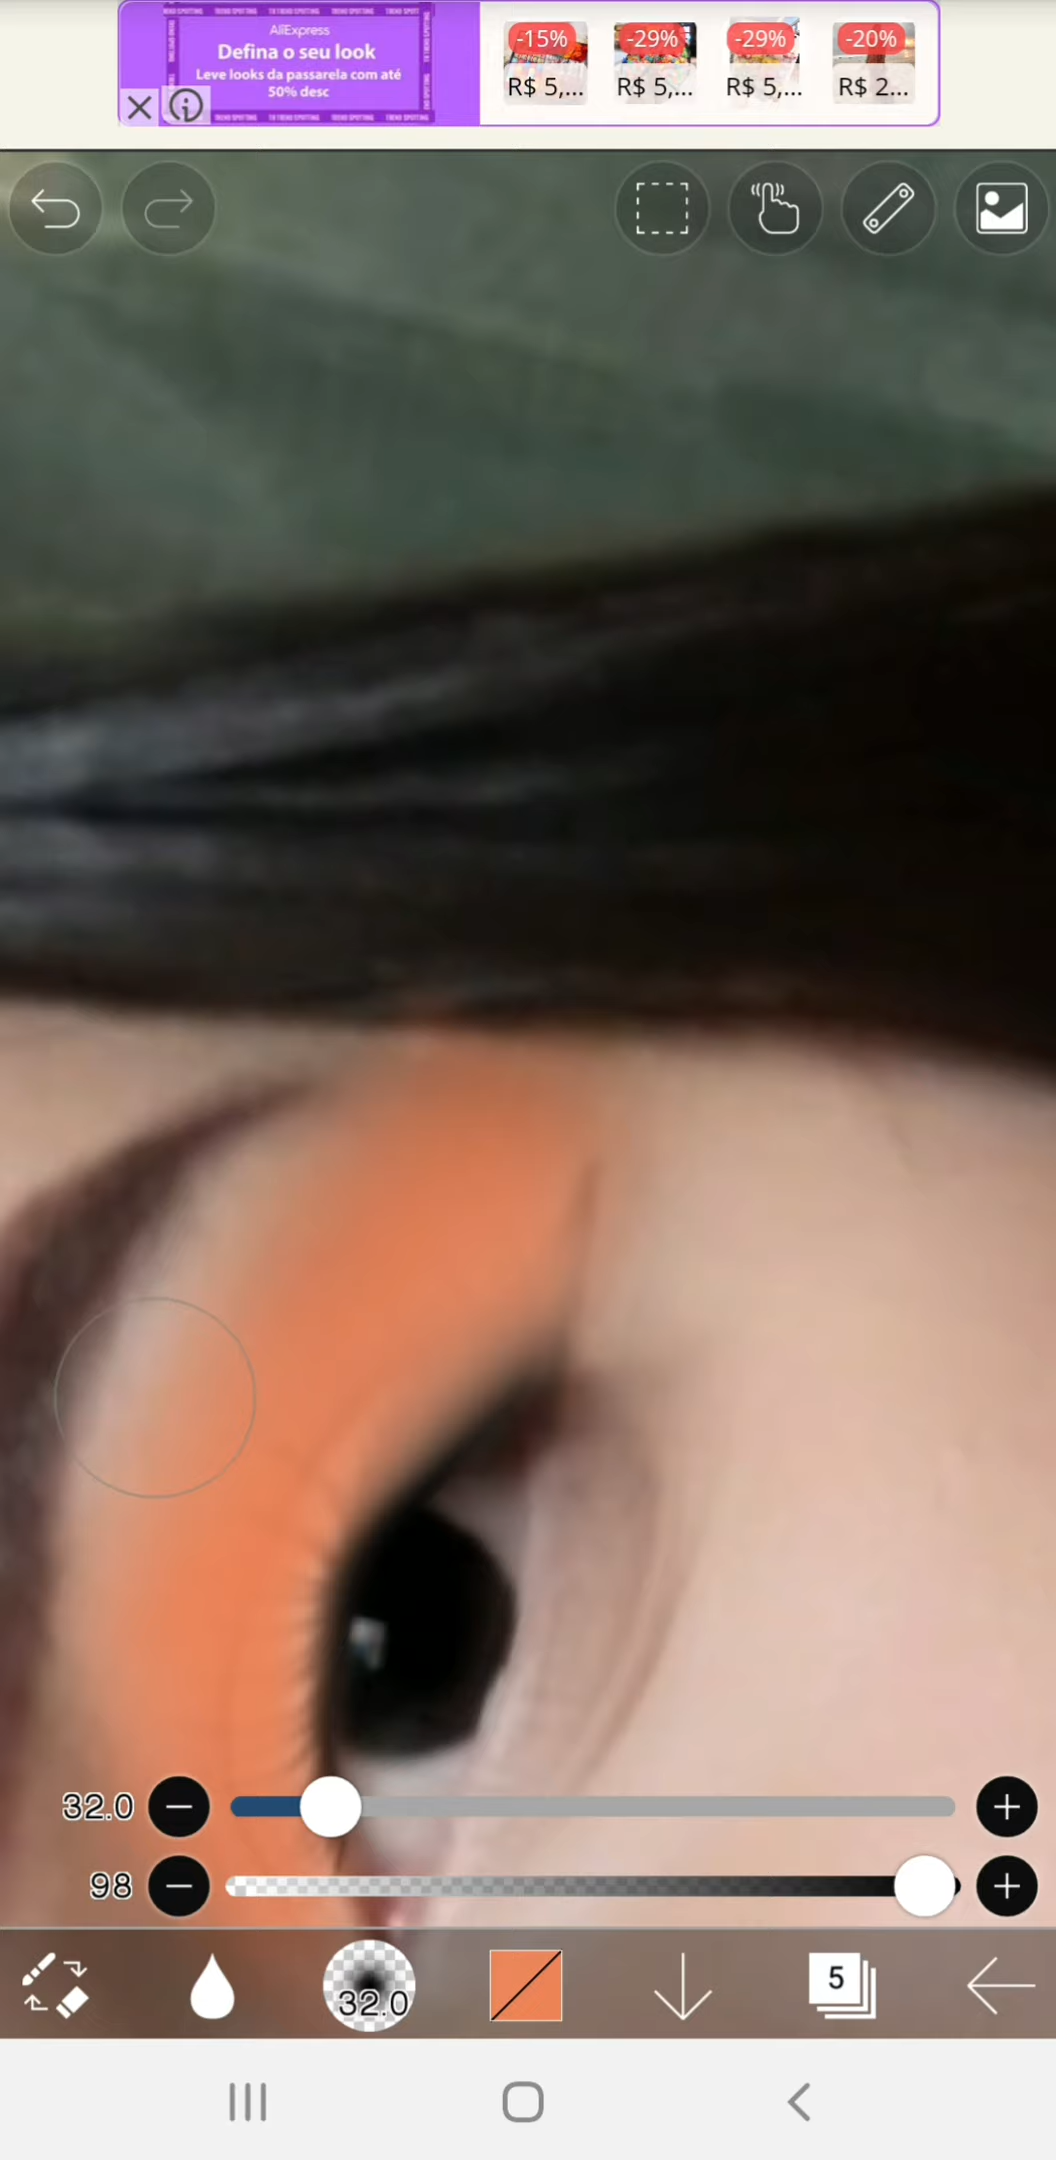 AliExpress
Defina o seu look
Leve looks da passarela com até
50% desc
-15%
-29%
-29%
-20%
R$ 5,...
R$ 5,...
R$ 5,...
R$ 2...
32.0
98
32.0
5